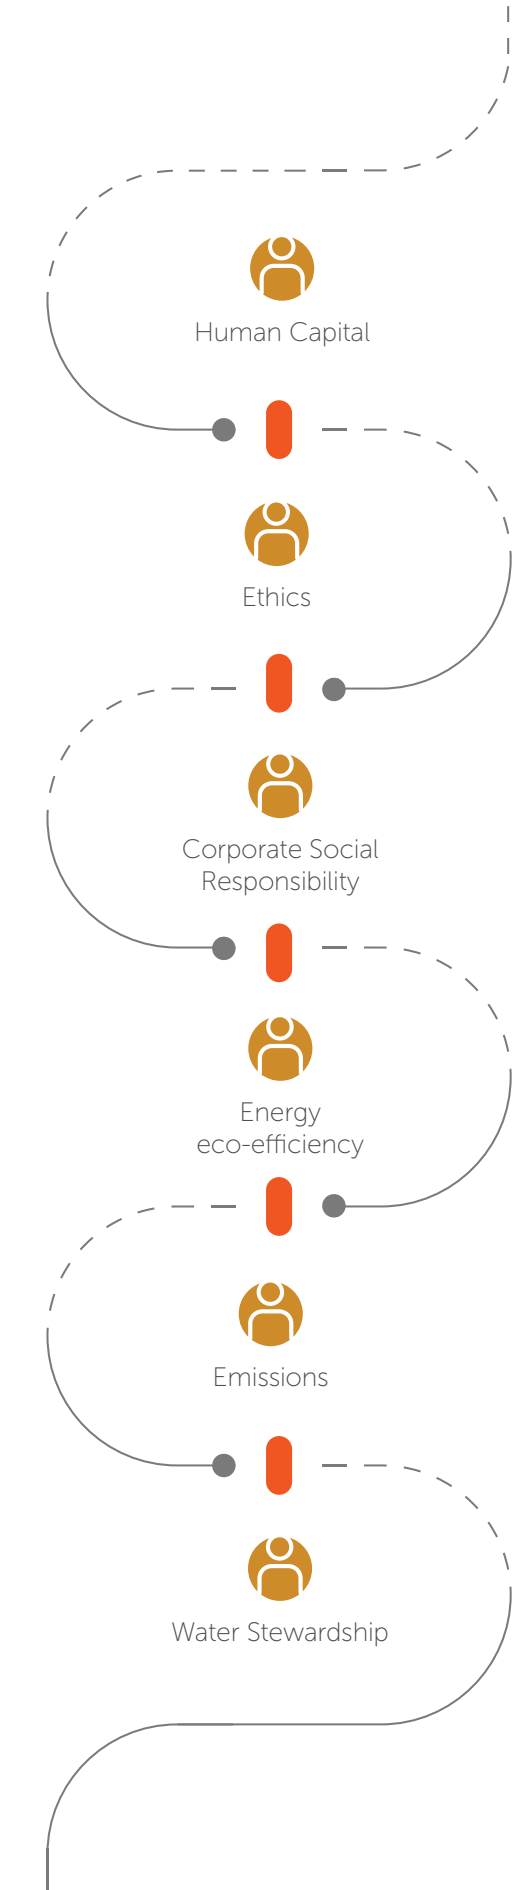 Human Capital
Ethics
Corporate Social
Responsibility
Energy
eco-efficiency
Emissions
Water Stewardship